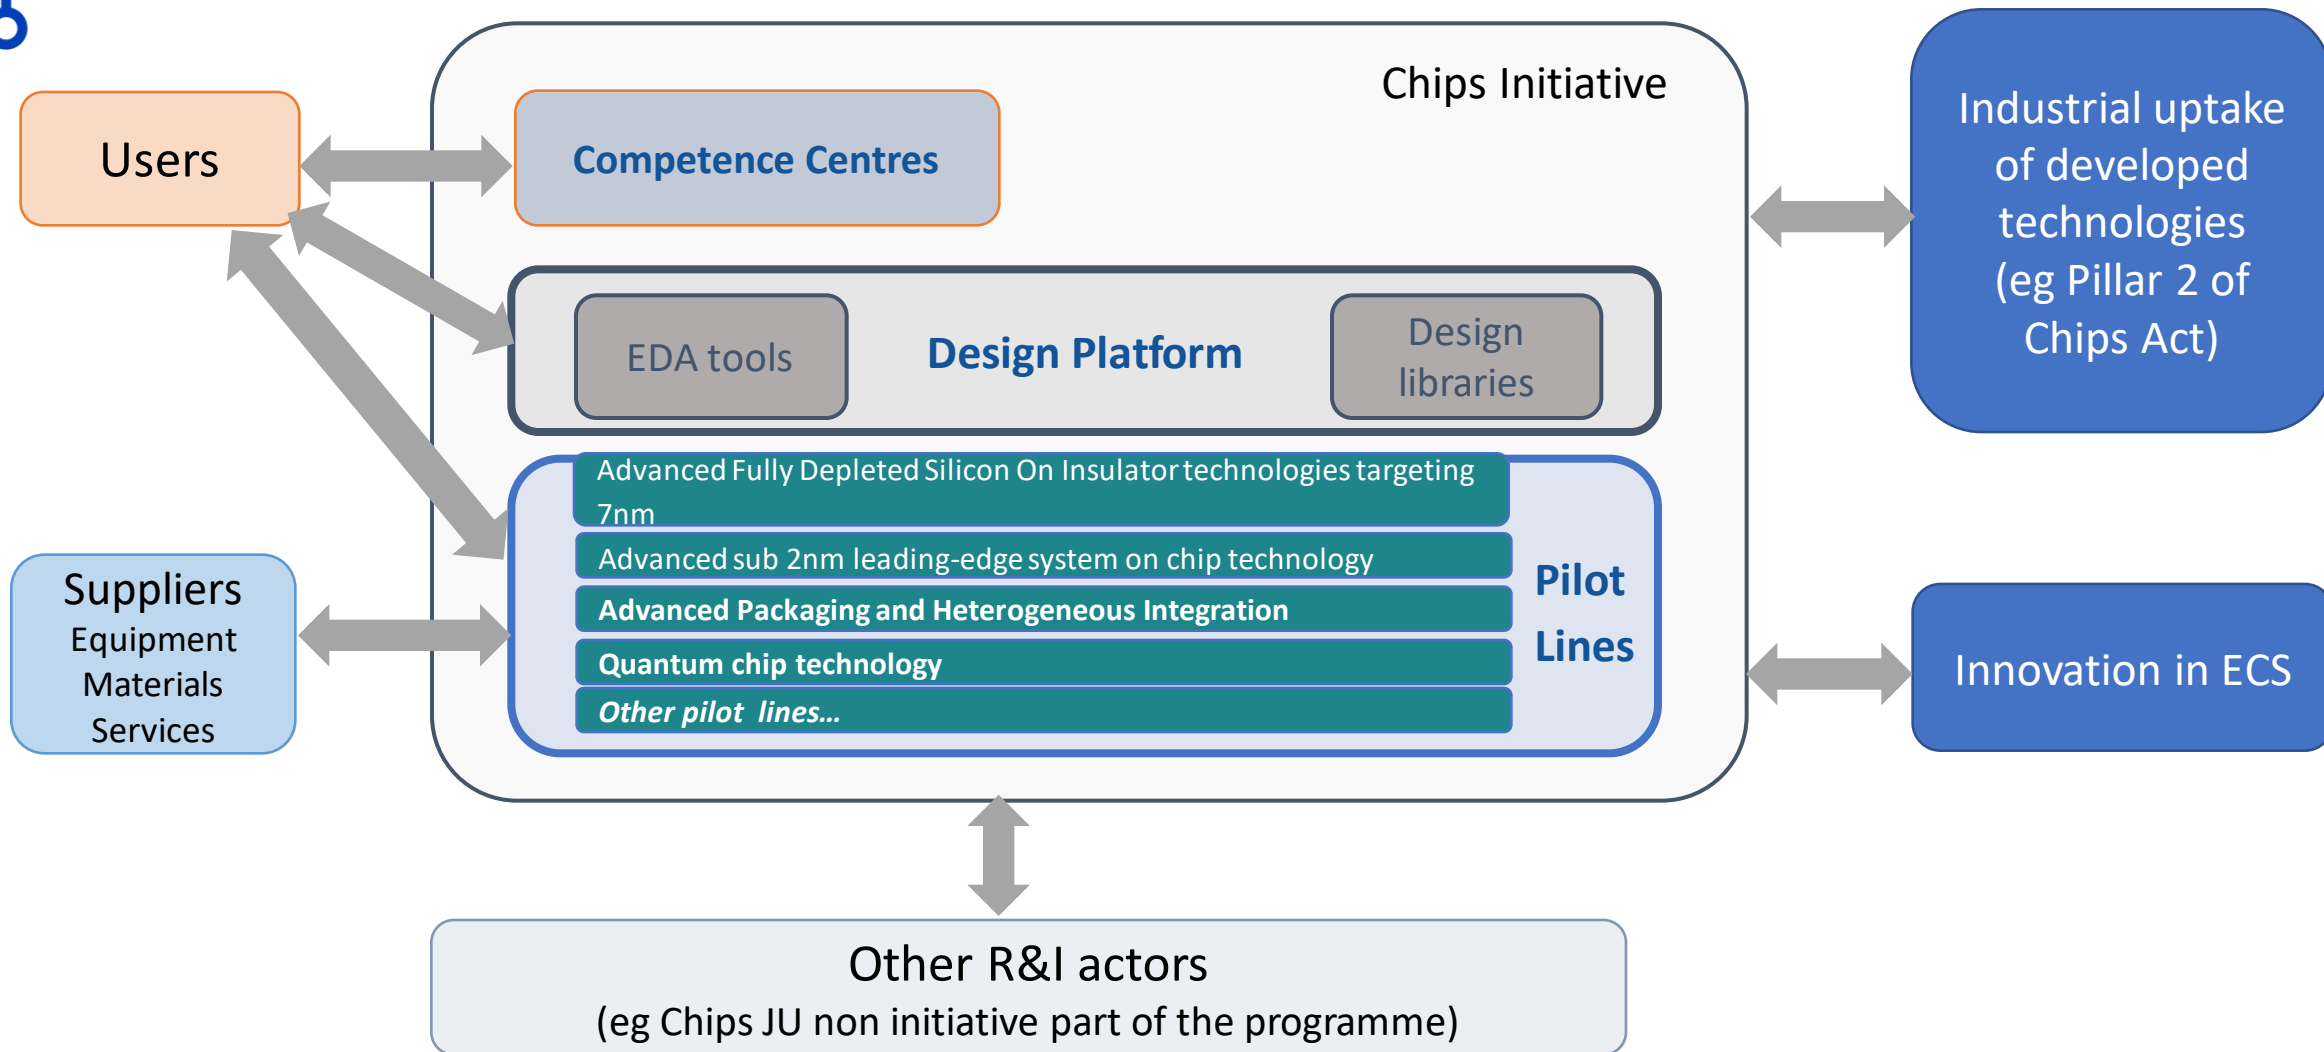 Chips Initiative
Users
Competence Centres
Industrial uptake
of developed
technologies
(eg Pillar 2 of
Chips Act)
EDA tools
Design Platform
Design
libraries
Advanced Fully Depleted Silicon On Insulator technologies targeting
7nm
Advanced sub 2nm leading-edge system on chip technology
Advanced Packaging and Heterogeneous Integration
Quantum chip technology
Other pilot lines...
Pilot
Lines
Suppliers
Equipment
Materials
Services
Innovation in ECS
Other R&I actors
(eg Chips JU non initiative part of the programme)